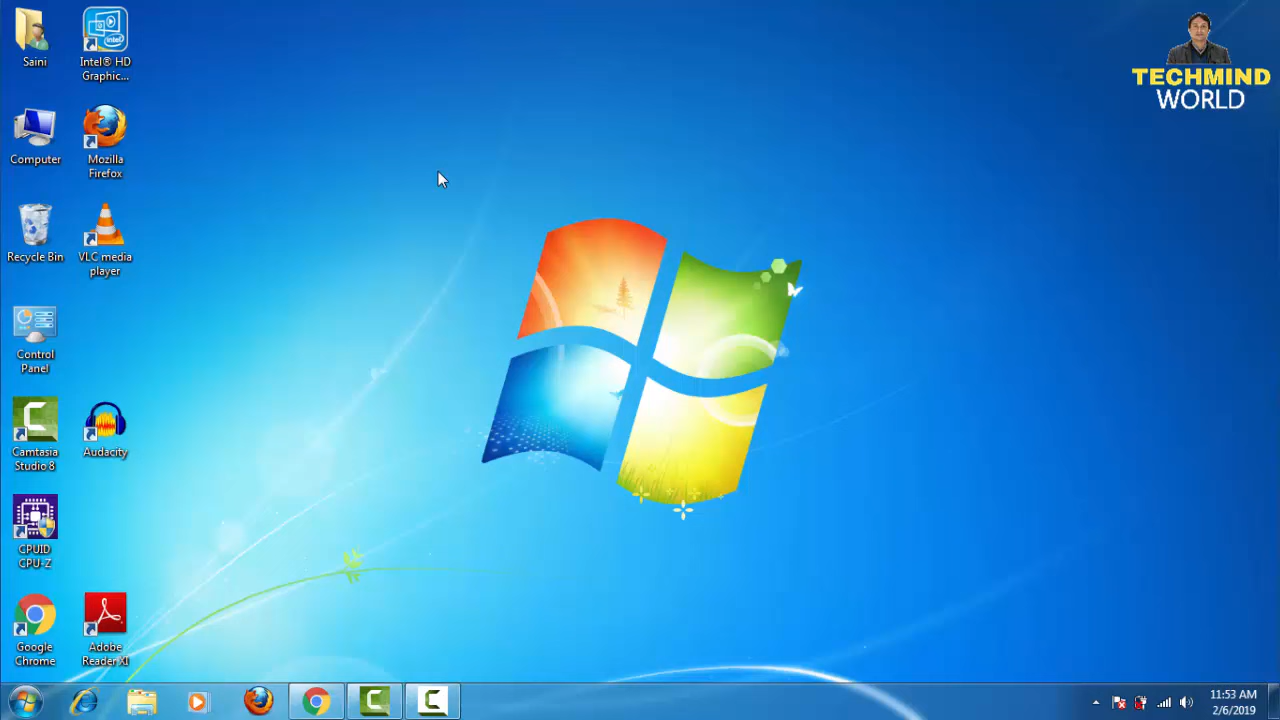 Saini
Intel® HD
Graphic...
Computer
Mozilla
Firefox
Recycle Bin
VLC media
player
Control
Panel
Camtasia
Studio 8
Audacity
CPUID
CPU-Z
Google
Chrome
Adobe
Reader XI
TECHMIND
WORLD
11:53 AM
2/6/2019